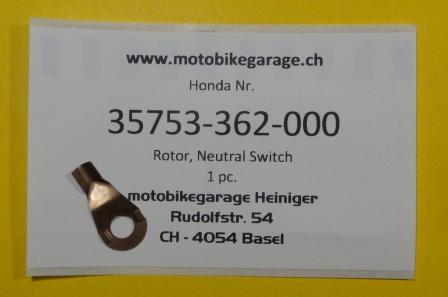 www.motobikegarage.ch
Honda Nr.
35753-362-000
Rotor, Neutral Switch
1 pc.
motobikegarage Heiniger
Rudolfstr. 54
CH - 4054 Basel